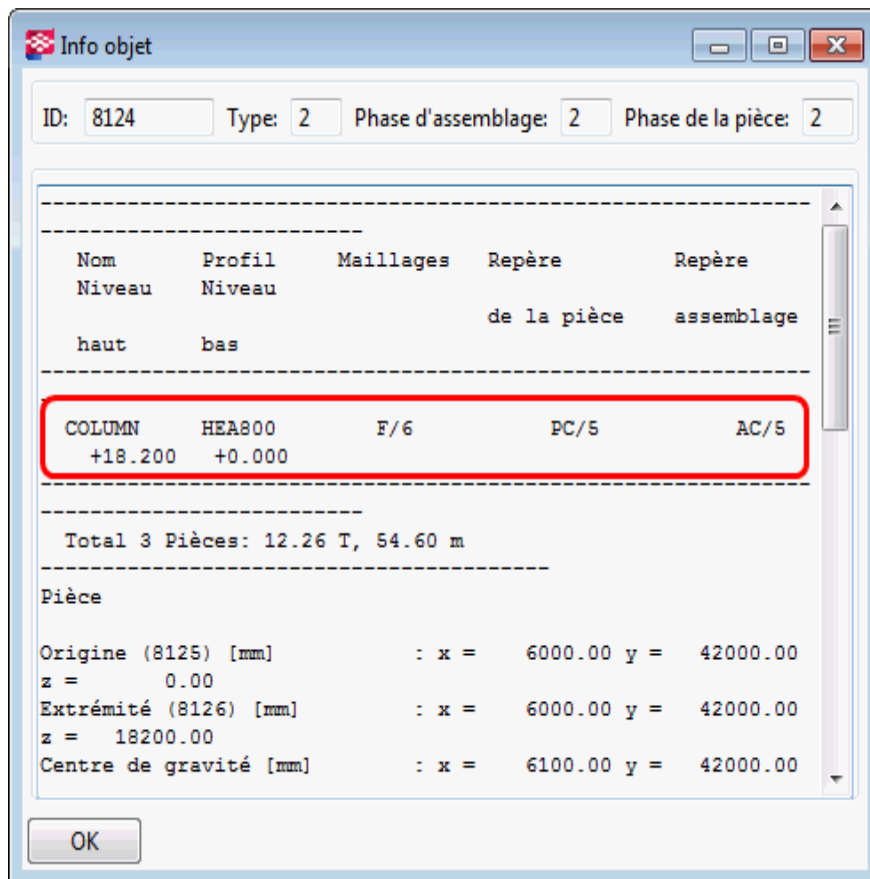 Info objet
ID: 8124 Type: 2 Phase d'assemblage: 2 Phase de la pièce: 2
---------------------------------------------------------------
--------------------------
Nom Profil Maillages Repère Repère
Niveau Niveau
de la pièce assemblage
haut bas
---------------------------------------------------------------
COLUMN HEA800 F/6 PC/5 AC/5
+18.200 +0.000
---------------------------------------------------------------
--------------------------
Total 3 Pièces: 12.26 T, 54.60 m
-----------------------------------------
Pièce
Origine (8125) [mm] : x = 6000.00 y = 42000.00
z = 0.00
Extrémité (8126) [mm] : x = 6000.00 y = 42000.00
z = 18200.00
Centre de gravité [mm] : x = 6100.00 y = 42000.00
OK